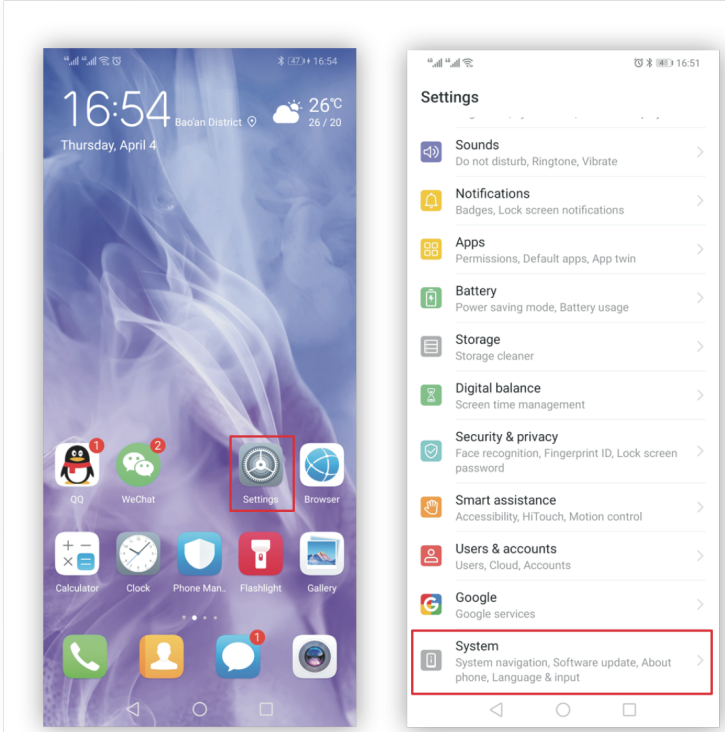 47 16:54
16:54
Bao'an District
26℃
26 / 20
Thursday, April 4
1
2
QQ
WeChat
Settings
Browser
Calculator
Clock
Phone Man..
Flashlight
Gallery
1
16:51
Settings
Sounds
Do not disturb, Ringtone, Vibrate
Notifications
Badges, Lock screen notifications
Apps
Permissions, Default apps, App twin
Battery
Power saving mode, Battery usage
Storage
Storage cleaner
Digital balance
Screen time management
Security & privacy
Face recognition, Fingerprint ID, Lock screen
password
Smart assistance
Accessibility, HiTouch, Motion control
Users & accounts
Users, Cloud, Accounts
Google
Google services
System
System navigation, Software update, About
phone, Language & input